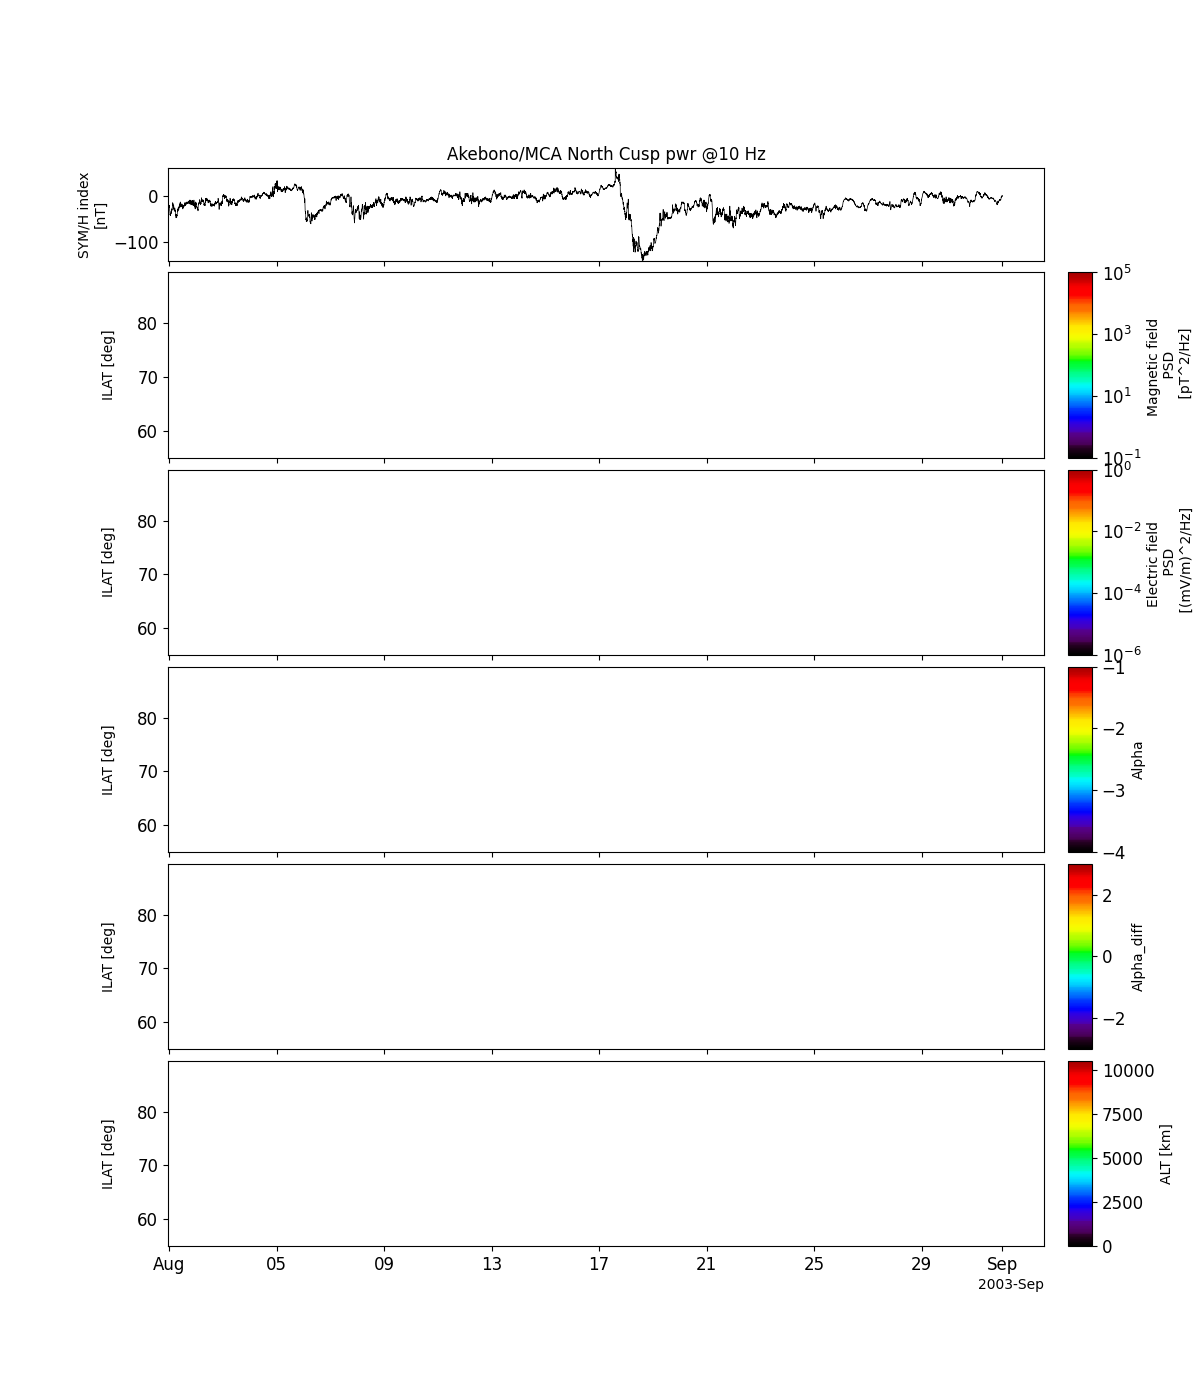 Akebono/MCA North Cusp pwr @10 Hz
SYM/H index
[nT]
0
−100
ILAT [deg]
80
70
60
10^5
10^3
10^1
10^−1
Magnetic field
PSD
[pT^2/Hz]
ILAT [deg]
80
70
60
10^0
10^−2
10^−4
10^−6
Electric field
PSD
[(mV/m)^2/Hz]
ILAT [deg]
80
70
60
−1
−2
−3
−4
Alpha
ILAT [deg]
80
70
60
2
0
−2
Alpha_diff
ILAT [deg]
80
70
60
10000
7500
5000
2500
0
ALT [km]
Aug 05 09 13 17 21 25 29 Sep
2003-Sep